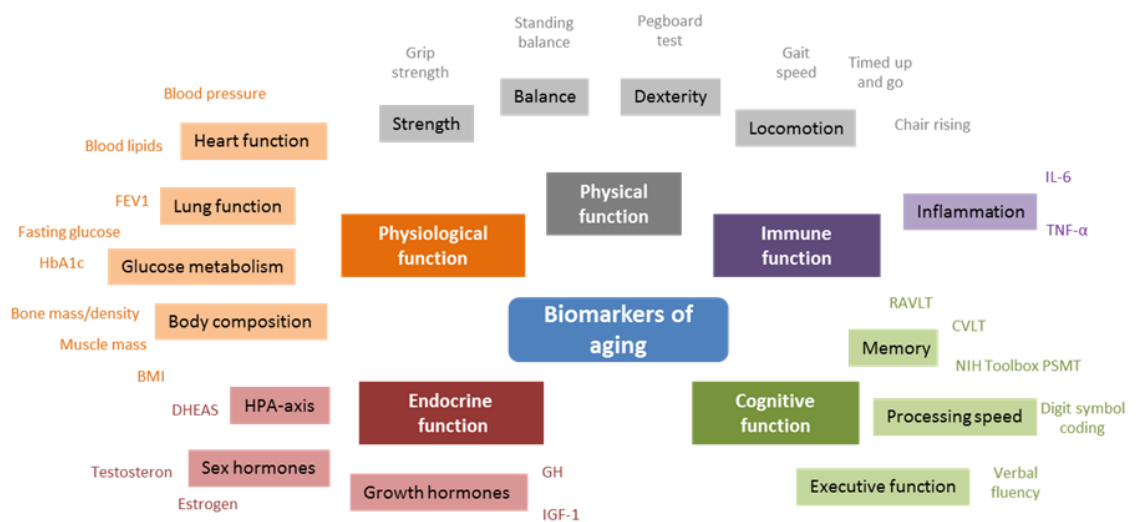 Standing
balance
Pegboard
test
Grip
strength
Gait
speed
Timed up
and go
Blood pressure
Balance
Dexterity
Strength
Locomotion
Chair rising
Heart function
Blood lipids
IL-6
FEV1
Lung function
Physical
function
Inflammation
TNF-α
Fasting glucose
Physiological
function
Immune
function
HbA1c
Glucose metabolism
Bone mass/density
Body composition
Muscle mass
Biomarkers of
aging
RAVLT
CVLT
Memory
NIH Toolbox PSMT
BMI
DHEAS
HPA-axis
Endocrine
function
Cognitive
function
Processing speed
Digit symbol
coding
Testosteron
Sex hormones
Estrogen
Growth hormones
GH
IGF-1
Executive function
Verbal
fluency